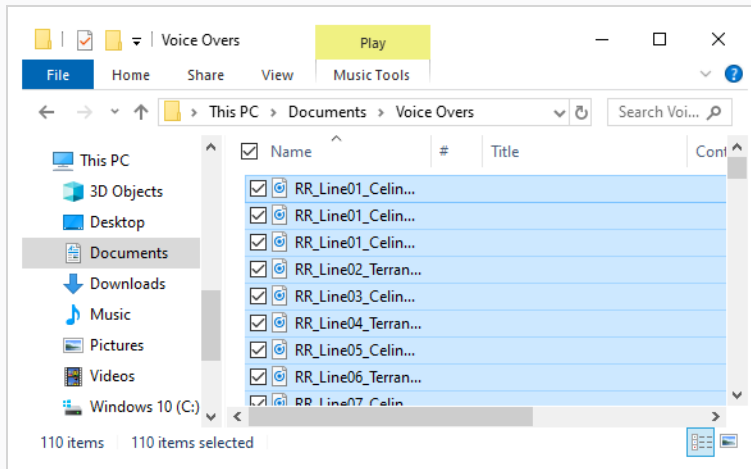 Voice Overs
Play
File Home Share View Music Tools
This PC > Documents > Voice Overs
Search Voi...
This PC
3D Objects
Desktop
Documents
Downloads
Music
Pictures
Videos
Windows 10 (C:)
Name # Title Cont
RR_Line01_Celin...
RR_Line01_Celin...
RR_Line01_Celin...
RR_Line02_Terran...
RR_Line03_Celin...
RR_Line04_Terran...
RR_Line05_Celin...
RR_Line06_Terran...
RR_Line07_Celin...
110 items 110 items selected